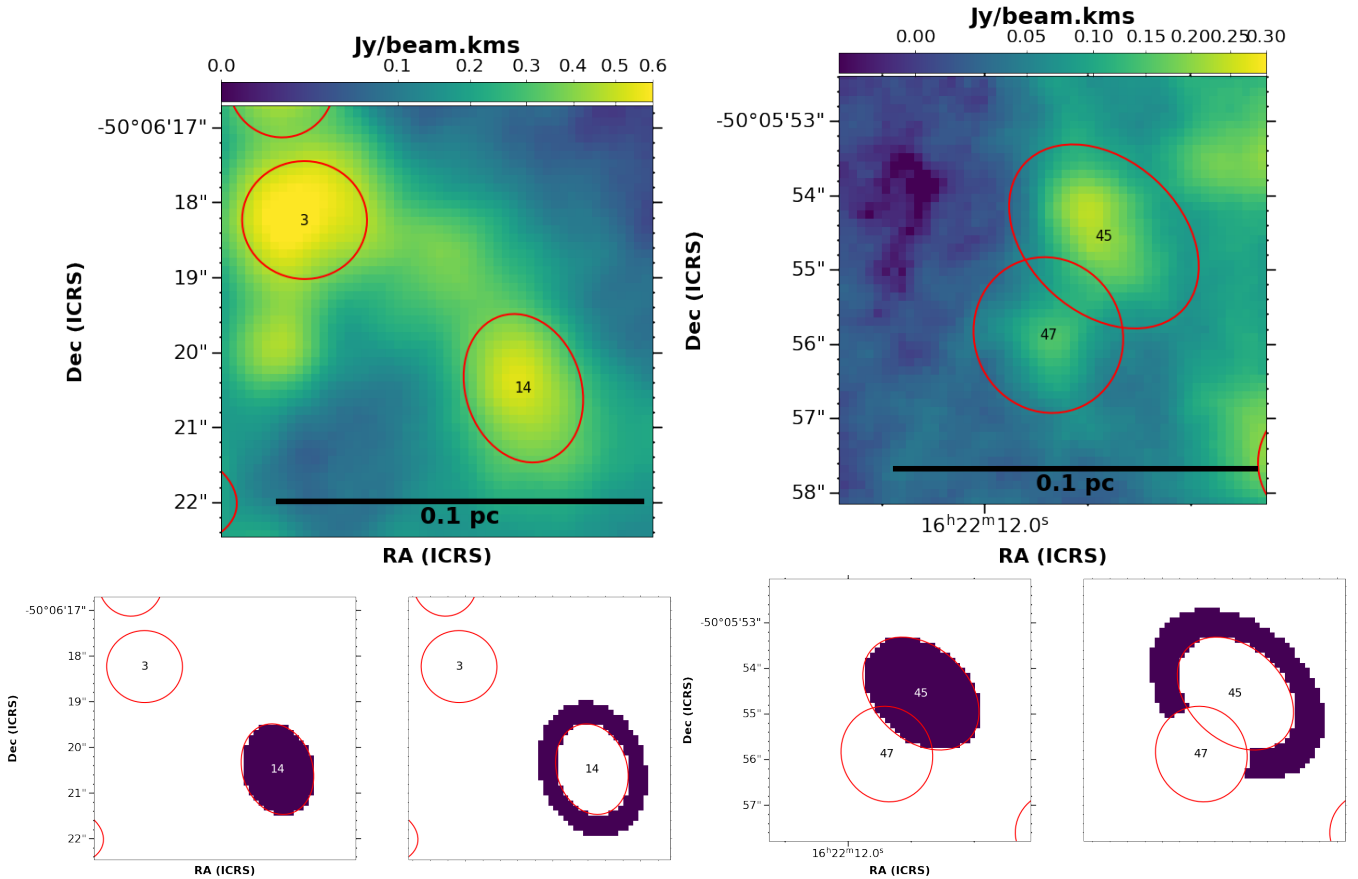 Jy/beam.kms
0.0 0.1 0.2 0.3 0.4 0.5 0.6
-50°06'17"
18"
19"
20"
21"
22"
Dec (ICRS)
3
14
0.1 pc
RA (ICRS)
Jy/beam.kms
0.00 0.05 0.10 0.15 0.20 0.25 0.30
-50°05'53"
54"
55"
56"
57"
58"
Dec (ICRS)
45
47
0.1 pc
16ʰ22ᵐ12.0ˢ
RA (ICRS)
-50°06'17"
18"
19"
20"
21"
22"
Dec (ICRS)
3
14
3
14
RA (ICRS)
-50°05'53"
54"
55"
56"
57"
Dec (ICRS)
45
47
45
47
16ʰ22ᵐ12.0ˢ
RA (ICRS)